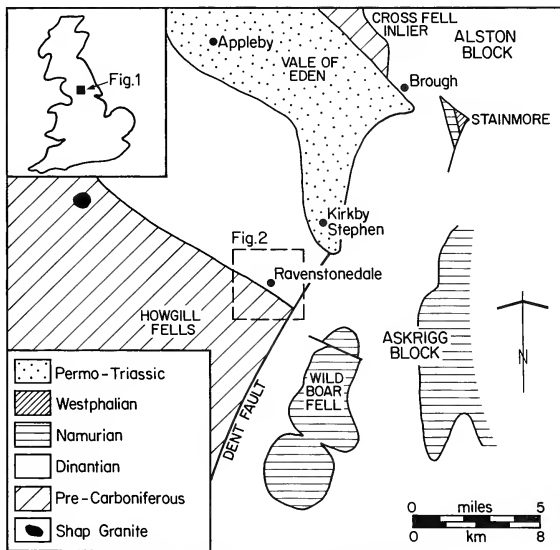 Fig.1
CROSS FELL
INLIER
ALSTON
BLOCK
Appleby
VALE OF
EDEN
Brough
STAINMORE
Kirkby
Stephen
Fig.2
Ravenstonedale
HOWGILL
FELLS
ASKRIGG
BLOCK
N
WILD
BOAR
FELL
DENT FAULT
Permo-Triassic
Westphalian
Namurian
Dinantian
Pre-Carboniferous
Shap Granite
0 miles 5
0 km 8